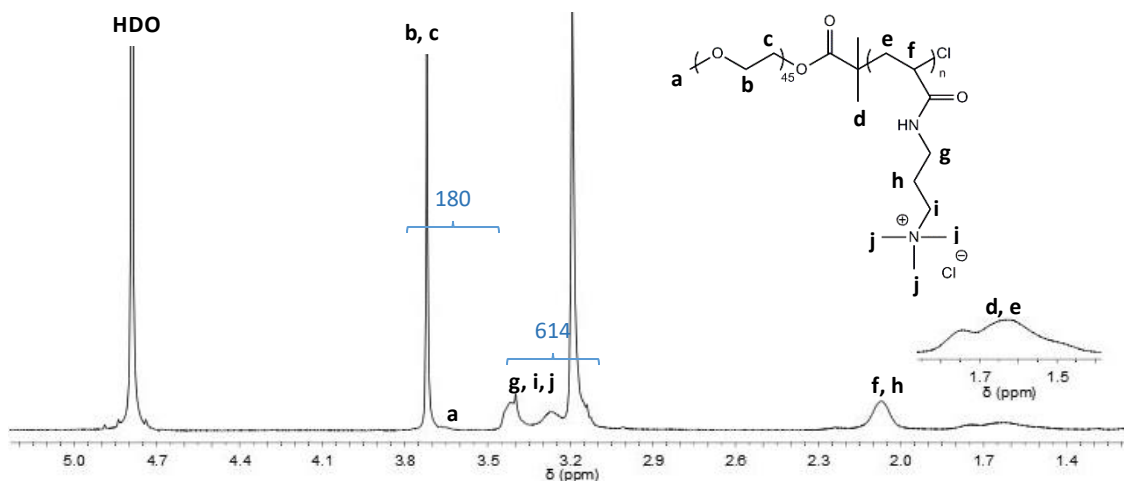 HDO
b, c
180
a
614
g, i, j
f, h
d, e
1.7
1.5
δ (ppm)
5.0 4.7 4.4 4.1 3.8 3.5 3.2 2.9 2.6 2.3 2.0 1.7 1.4
δ (ppm)
a
O
b
c
45
O
O
d
e
f
Cl
n
O
HN
g
h
i
⊕
j N j
⊖
Cl
j